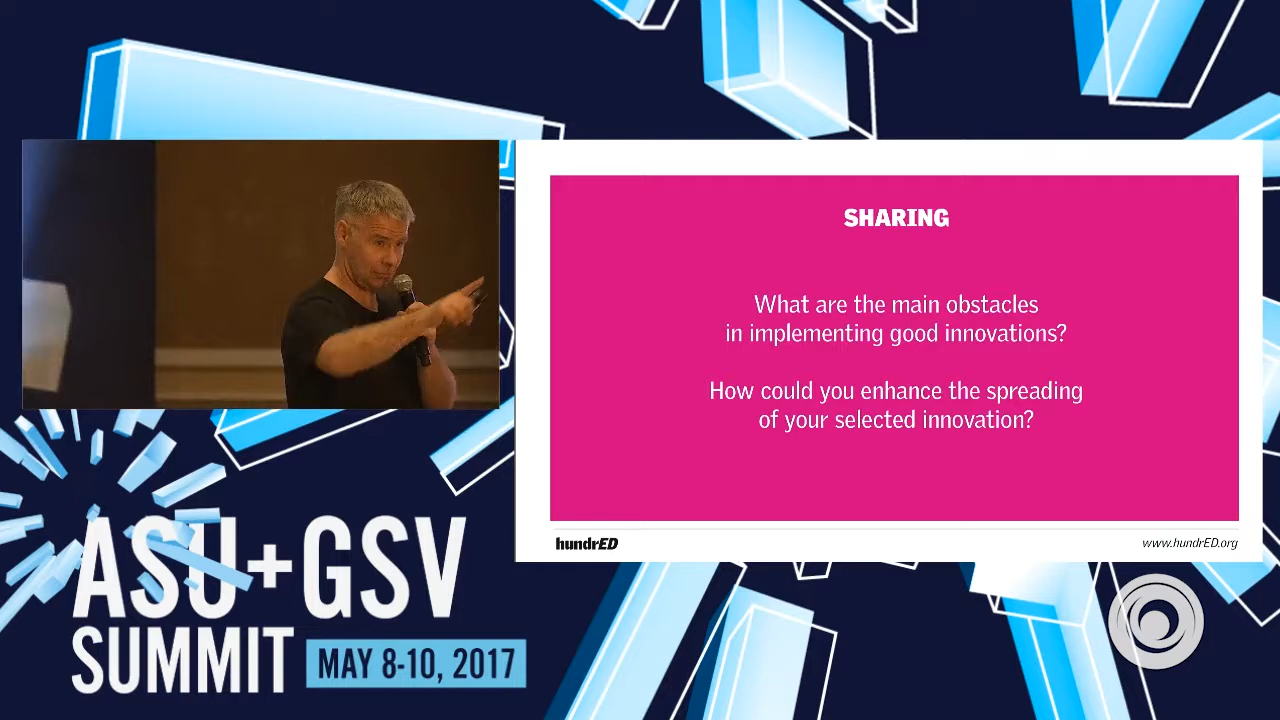 SHARING
What are the main obstacles
in implementing good innovations?
How could you enhance the spreading
of your selected innovation?
hundrED
www.hundrED.org
ASU+GSV
SUMMIT
MAY 8-10, 2017